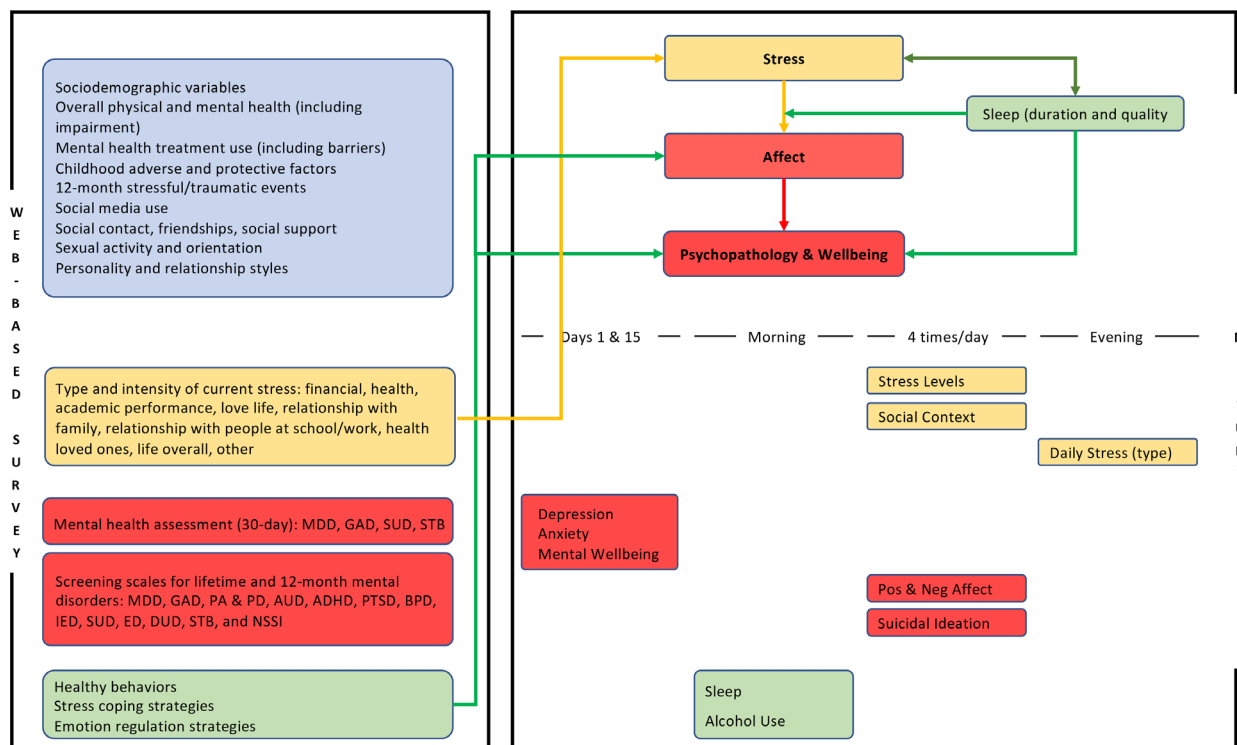 WEB-BASED SURVEY
Sociodemographic variables
Overall physical and mental health (including
impairment)
Mental health treatment use (including barriers)
Childhood adverse and protective factors
12-month stressful/traumatic events
Social media use
Social contact, friendships, social support
Sexual activity and orientation
Personality and relationship styles
Type and intensity of current stress: financial, health,
academic performance, love life, relationship with
family, relationship with people at school/work, health
loved ones, life overall, other
Mental health assessment (30-day): MDD, GAD, SUD, STB
Screening scales for lifetime and 12-month mental
disorders: MDD, GAD, PA & PD, AUD, ADHD, PTSD, BPD,
IED, SUD, ED, DUD, STB, and NSSI
Healthy behaviors
Stress coping strategies
Emotion regulation strategies
Stress
Sleep (duration and quality
Affect
Psychopathology & Wellbeing
Days 1 & 15
Morning
4 times/day
Evening
Stress Levels
Social Context
Daily Stress (type)
Depression
Anxiety
Mental Wellbeing
Pos & Neg Affect
Suicidal Ideation
Sleep
Alcohol Use